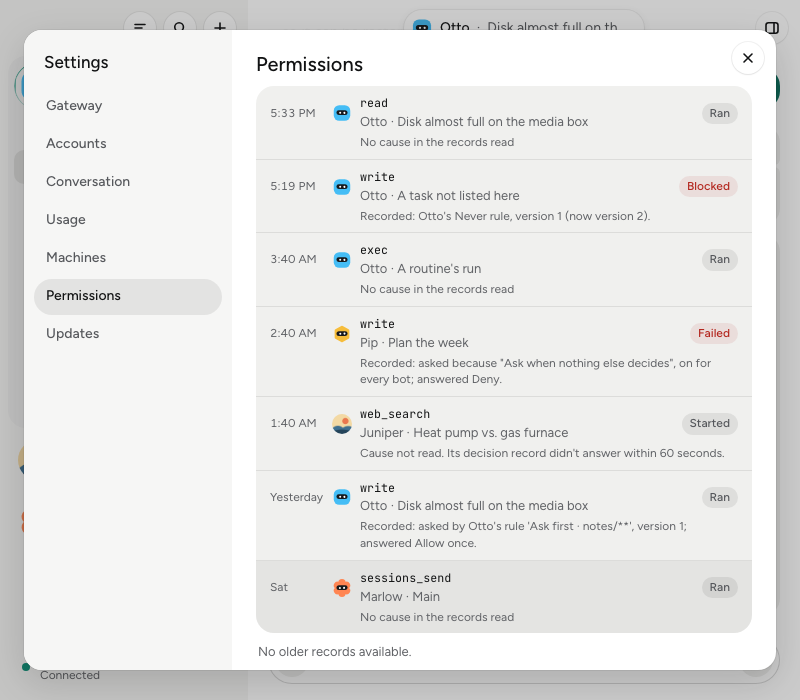 Otto · Disk almost full on th
Settings
Gateway
Accounts
Conversation
Usage
Machines
Permissions
Updates
Permissions
5:33 PM
read
Otto · Disk almost full on the media box
No cause in the records read
Ran
5:19 PM
write
Otto · A task not listed here
Recorded: Otto's Never rule, version 1 (now version 2).
Blocked
3:40 AM
exec
Otto · A routine's run
No cause in the records read
Ran
2:40 AM
write
Pip · Plan the week
Recorded: asked because "Ask when nothing else decides", on for
every bot; answered Deny.
Failed
1:40 AM
web_search
Juniper · Heat pump vs. gas furnace
Cause not read. Its decision record didn't answer within 60 seconds.
Started
Yesterday
write
Otto · Disk almost full on the media box
Recorded: asked by Otto's rule 'Ask first · notes/**', version 1;
answered Allow once.
Ran
Sat
sessions_send
Marlow · Main
No cause in the records read
Ran
No older records available.
Connected